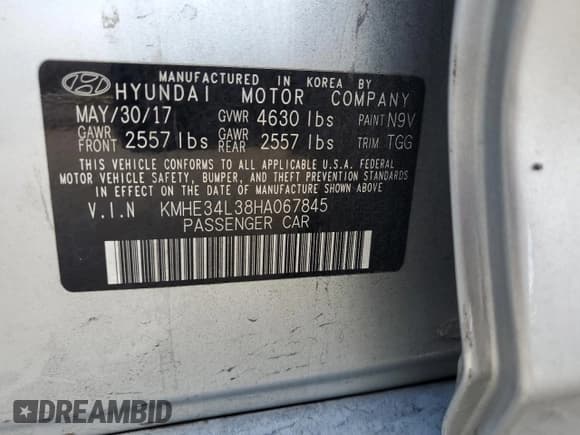 MANUFACTURED IN KOREA BY
HYUNDAI MOTOR COMPANY
MAY/30/17 GVWR 4630 lbs PAINT N9V
GAWR FRONT 2557 lbs GAWR REAR 2557 lbs TRIM TGG
THIS VEHICLE CONFORMS TO ALL APPLICABLE U.S.A. FEDERAL
MOTOR VEHICLE SAFETY, BUMPER, AND THEFT PREVENTION STANDARDS
IN EFFECT ON THE DATE OF MANUFACTURE SHOWN ABOVE
V.I.N KMHE34L38HA067845
PASSENGER CAR
DREAMBID